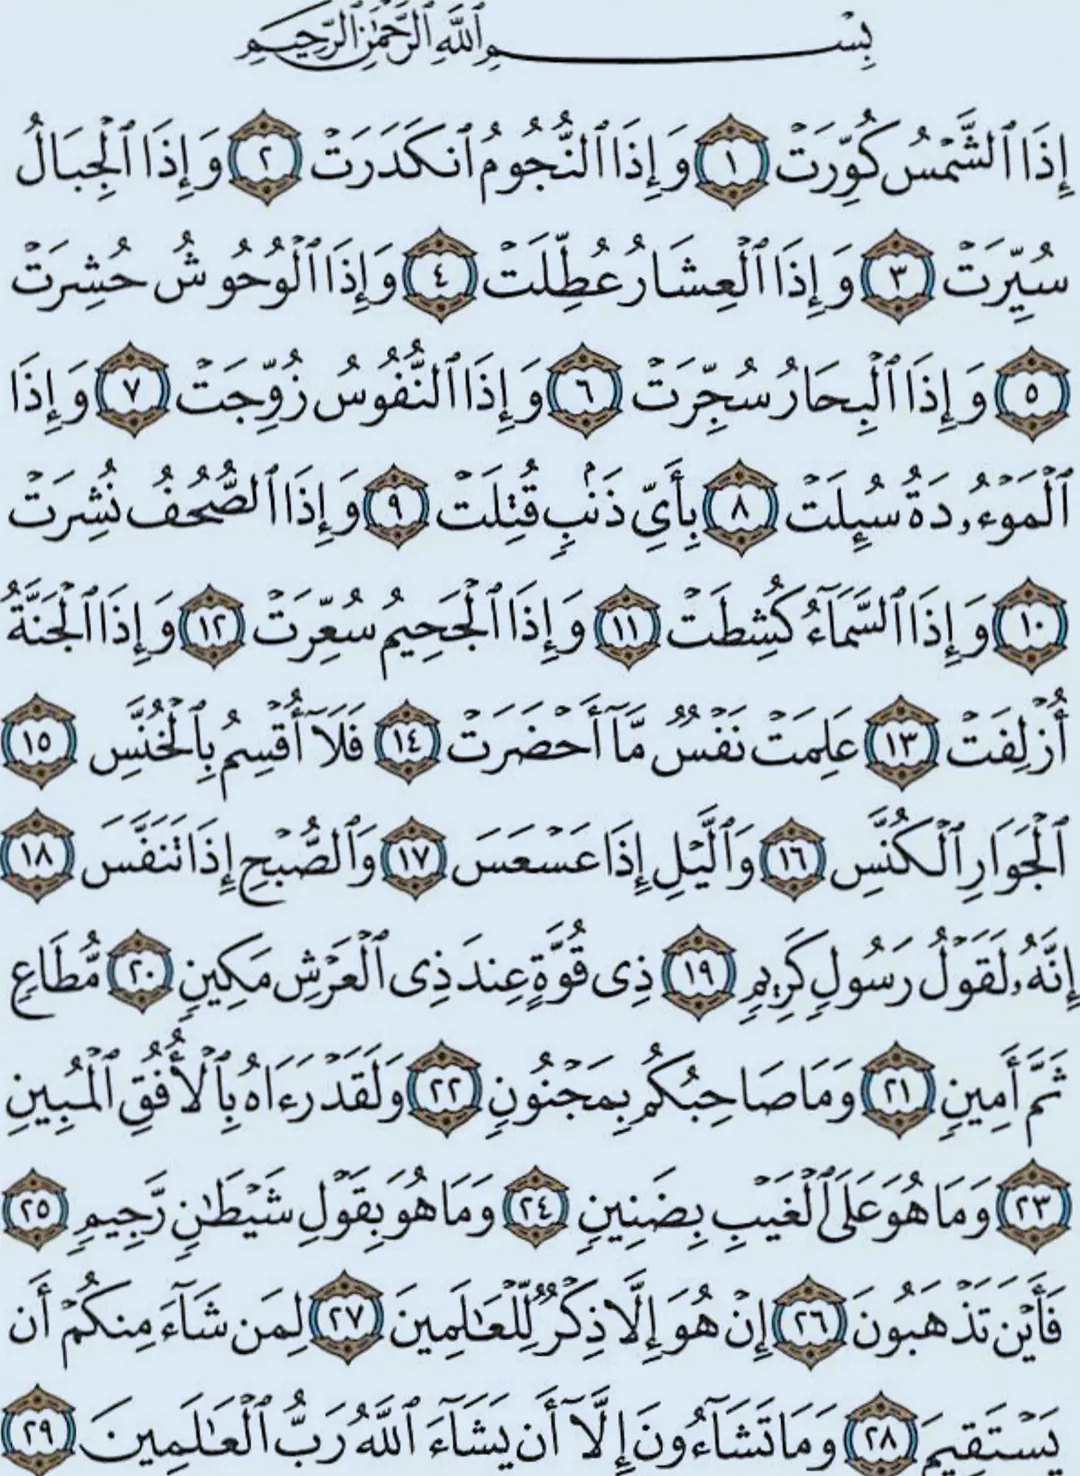 بِسْمِ ٱللَّهِ ٱلرَّحْمَٰنِ ٱلرَّحِيمِ
إِذَا ٱلشَّمْسُ كُوِّرَتْ ١ وَإِذَا ٱلنُّجُومُ ٱنكَدَرَتْ ٢ وَإِذَا ٱلْجِبَالُ
سُيِّرَتْ ٣ وَإِذَا ٱلْعِشَارُ عُطِّلَتْ ٤ وَإِذَا ٱلْوُحُوشُ حُشِرَتْ
٥ وَإِذَا ٱلْبِحَارُ سُجِّرَتْ ٦ وَإِذَا ٱلنُّفُوسُ زُوِّجَتْ ٧ وَإِذَا
ٱلْمَوْءُۥدَةُ سُئِلَتْ ٨ بِأَيِّ ذَنۢبٍ قُتِلَتْ ٩ وَإِذَا ٱلصُّحُفُ نُشِرَتْ
١٠ وَإِذَا ٱلسَّمَآءُ كُشِطَتْ ١١ وَإِذَا ٱلْجَحِيمُ سُعِّرَتْ ١٢ وَإِذَا ٱلْجَنَّةُ
أُزْلِفَتْ ١٣ عَلِمَتْ نَفْسٌ مَّآ أَحْضَرَتْ ١٤ فَلَآ أُقْسِمُ بِٱلْخُنَّسِ ١٥
ٱلْجَوَارِ ٱلْكُنَّسِ ١٦ وَٱلَّيْلِ إِذَا عَسْعَسَ ١٧ وَٱلصُّبْحِ إِذَا تَنَفَّسَ ١٨
إِنَّهُۥ لَقَوْلُ رَسُولٍ كَرِيمٍ ١٩ ذِى قُوَّةٍ عِندَ ذِى ٱلْعَرْشِ مَكِينٍ ٢٠ مُّطَاعٍ
ثَمَّ أَمِينٍ ٢١ وَمَا صَاحِبُكُم بِمَجْنُونٍ ٢٢ وَلَقَدْ رَءَاهُ بِٱلْأُفُقِ ٱلْمُبِينِ
٢٣ وَمَا هُوَ عَلَى ٱلْغَيْبِ بِضَنِينٍ ٢٤ وَمَا هُوَ بِقَوْلِ شَيْطَٰنٍ رَّجِيمٍ ٢٥
فَأَيْنَ تَذْهَبُونَ ٢٦ إِنْ هُوَ إِلَّا ذِكْرٌ لِّلْعَٰلَمِينَ ٢٧ لِمَن شَآءَ مِنكُمْ أَن
يَسْتَقِيمَ ٢٨ وَمَا تَشَآءُونَ إِلَّآ أَن يَشَآءَ ٱللَّهُ رَبُّ ٱلْعَٰلَمِينَ ٢٩